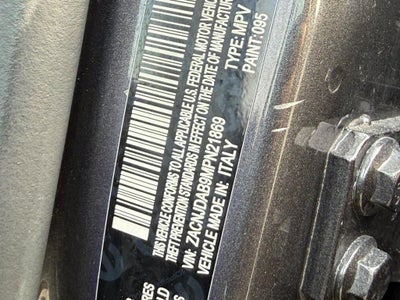 THIS VEHICLE CONFORMS TO ALL APPLICABLE U.S. FEDERAL MOTOR VEHICLE
THEFT PREVENTION STANDARDS IN EFFECT ON THE DATE OF MANUFACTURE
VIN: ZACNJDAB9MPN21869
TYPE: MPV
VEHICLE MADE IN: ITALY
PAINT: 095